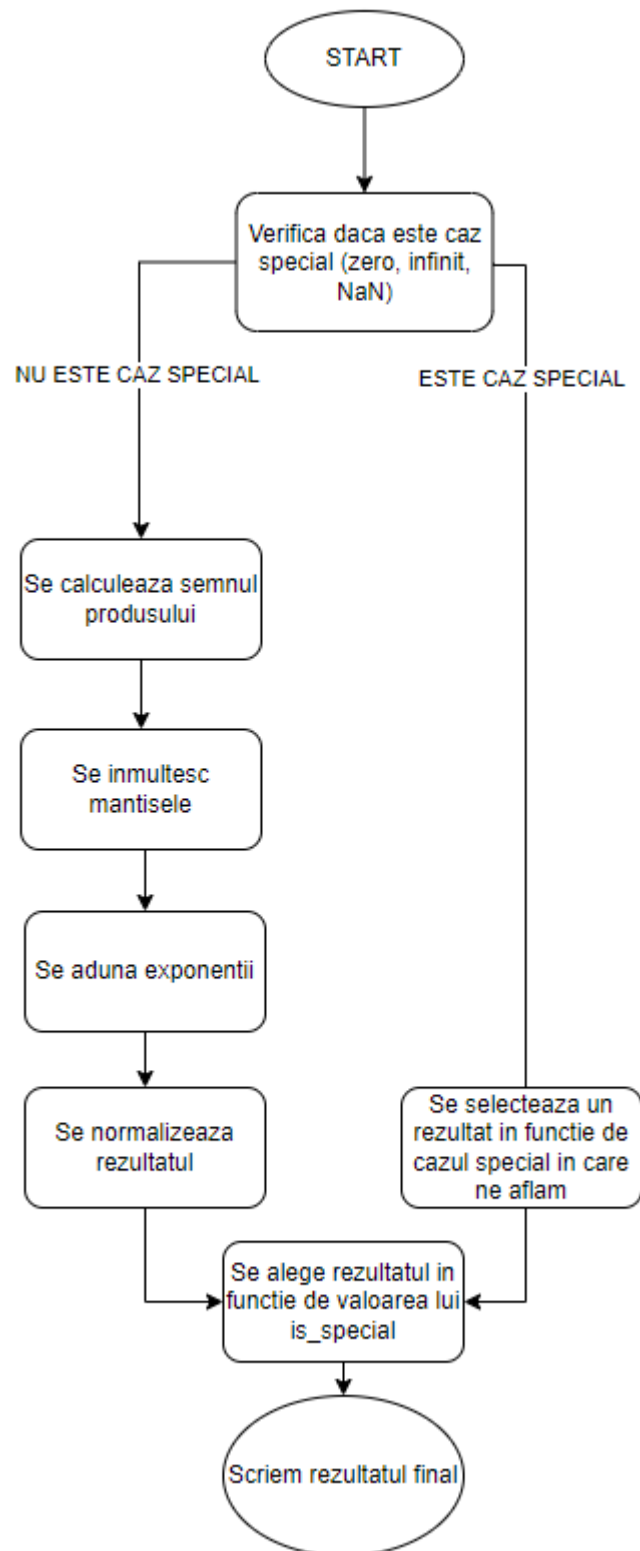 START
Verifica daca este caz
special (zero, infinit,
NaN)
NU ESTE CAZ SPECIAL
ESTE CAZ SPECIAL
Se calculeaza semnul
produsului
Se inmultesc
mantisele
Se aduna exponentii
Se normalizeaza
rezultatul
Se selecteaza un
rezultat in functie de
cazul special in care
ne aflam
Se alege rezultatul in
functie de valoarea lui
is_special
Scriem rezultatul final